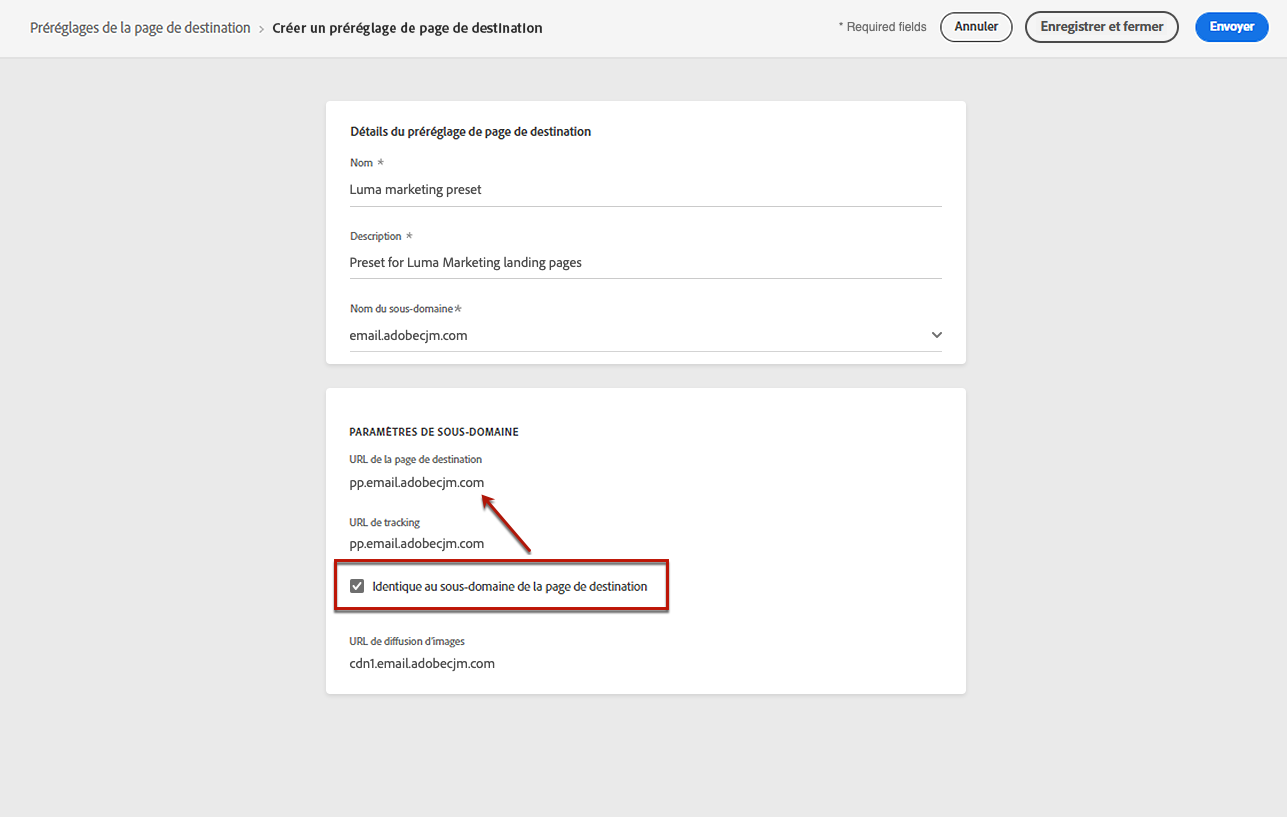 Préréglages de la page de destination > Créer un préréglage de page de destination
* Required fields
Annuler
Enregistrer et fermer
Envoyer
Détails du préréglage de page de destination
Nom *
Luma marketing preset
Description *
Preset for Luma Marketing landing pages
Nom du sous-domaine*
email.adobecjm.com
PARAMÈTRES DE SOUS-DOMAINE
URL de la page de destination
pp.email.adobecjm.com
URL de tracking
pp.email.adobecjm.com
Identique au sous-domaine de la page de destination
URL de diffusion d'images
cdn1.email.adobecjm.com